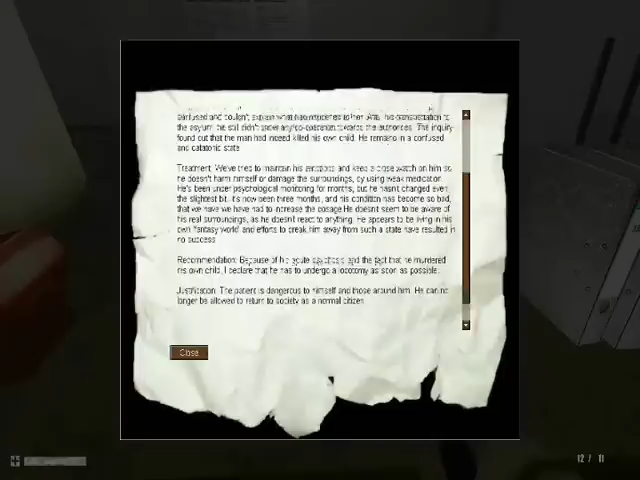 confused and couldn't explain what had happened to him. After his transportation to
the asylum, he still didn't show any co-operation towards the authorities. The inquiry
found out that the man had indeed killed his own child. He remains in a confused
and catatonic state.
Treatment: We've tried to maintain his emotions and keep a close watch on him so
he doesn't harm himself or damage the surroundings, by using weak medication.
He's been under psychological monitoring for months, but he hasn't changed even
the slightest bit. It's now been three months, and his condition has become so bad,
that we have we have had to increase the dosage. He doesn't seem to be aware of
his real surroundings, as he doesn't react to anything. He appears to be living in his
own 'fantasy world' and efforts to break him away from such a state have resulted in
no success.
Recommendation: Because of his acute psychosis and the fact that he murdered
his own child, I declare that he has to undergo a lobotomy as soon as possible.
Justification: The patient is dangerous to himself and those around him. He can no
longer be allowed to return to society as a normal citizen.
Close
12 / 11